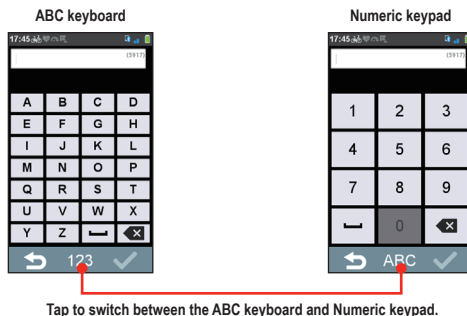 ABC keyboard
Numeric keypad
17:45
(5917)
A B C D
E F G H
I J K L
M N O P
Q R S T
U V W X
Y Z
123
17:45
(5917)
1 2 3
4 5 6
7 8 9
0
ABC
Tap to switch between the ABC keyboard and Numeric keypad.